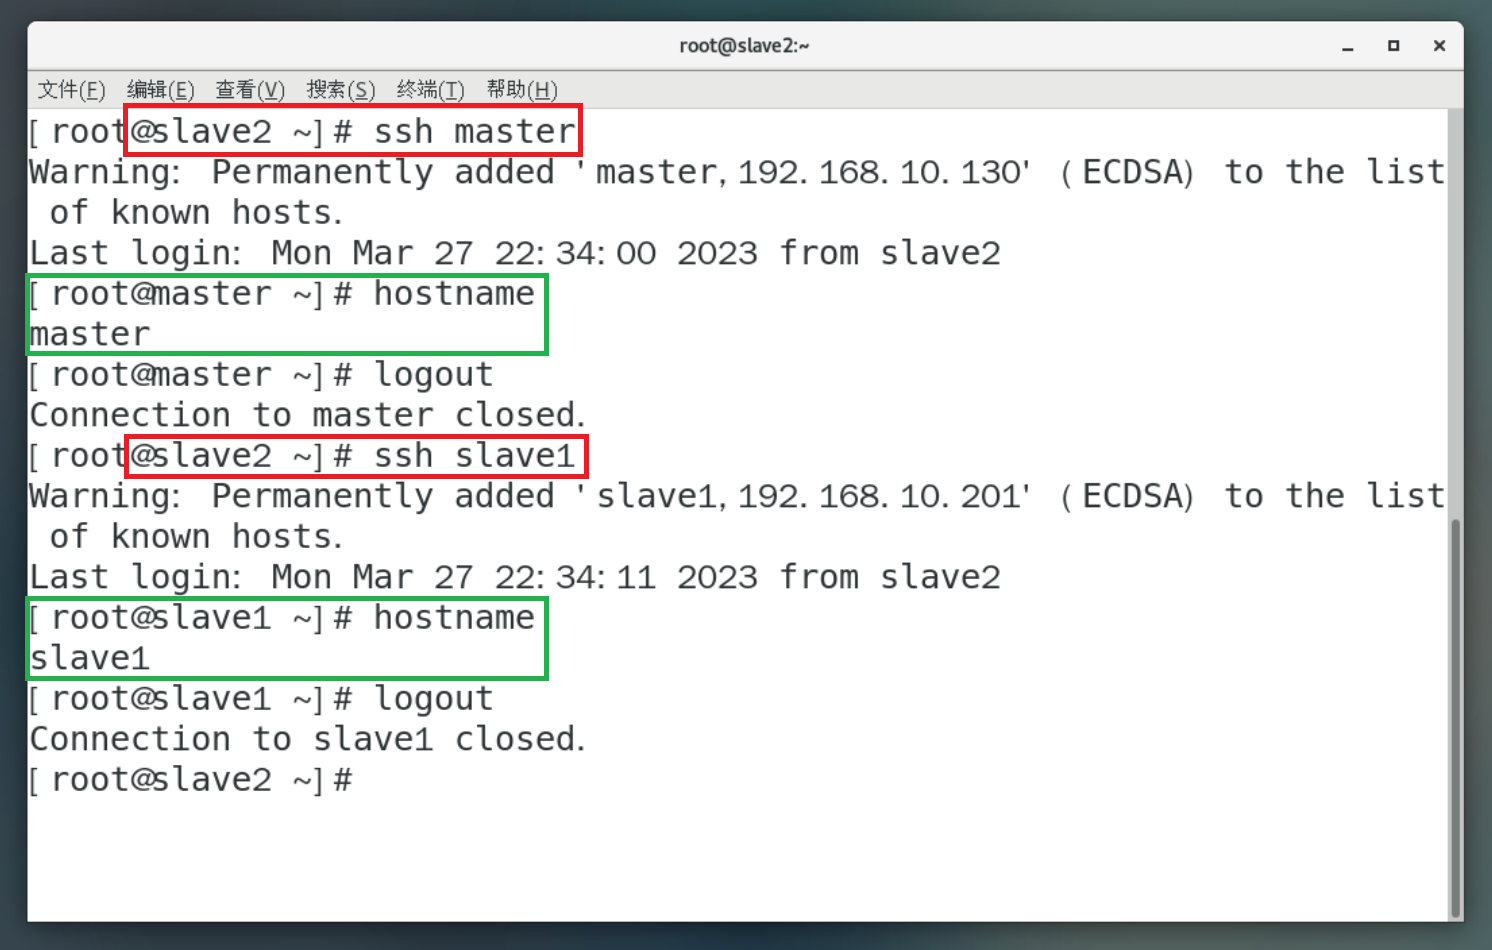 root@slave2:~
文件(F) 编辑(E) 查看(V) 搜索(S) 终端(T) 帮助(H)
[root@slave2 ~]# ssh master
Warning: Permanently added 'master,192.168.10.130' (ECDSA) to the list
 of known hosts.
Last login: Mon Mar 27 22:34:00 2023 from slave2
[root@master ~]# hostname
master
[root@master ~]# logout
Connection to master closed.
[root@slave2 ~]# ssh slave1
Warning: Permanently added 'slave1,192.168.10.201' (ECDSA) to the list
 of known hosts.
Last login: Mon Mar 27 22:34:11 2023 from slave2
[root@slave1 ~]# hostname
slave1
[root@slave1 ~]# logout
Connection to slave1 closed.
[root@slave2 ~]#